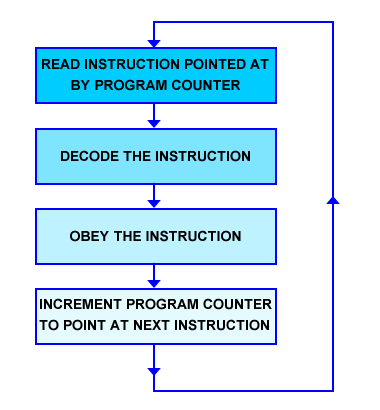 READ INSTRUCTION POINTED AT
BY PROGRAM COUNTER
DECODE THE INSTRUCTION
OBEY THE INSTRUCTION
INCREMENT PROGRAM COUNTER
TO POINT AT NEXT INSTRUCTION